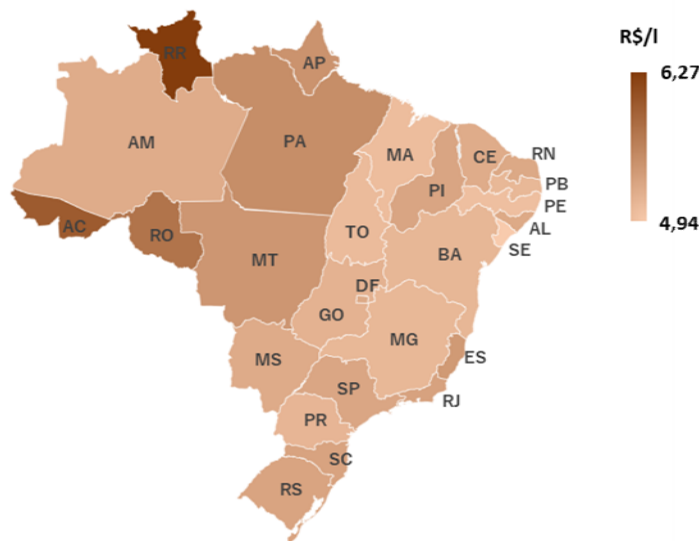 R$/l
6,27
4,94
RR
AP
AM
PA
MA
CE
RN
PI
PB
PE
AC
RO
TO
AL
SE
MT
BA
DF
GO
MG
MS
ES
SP
RJ
PR
SC
RS